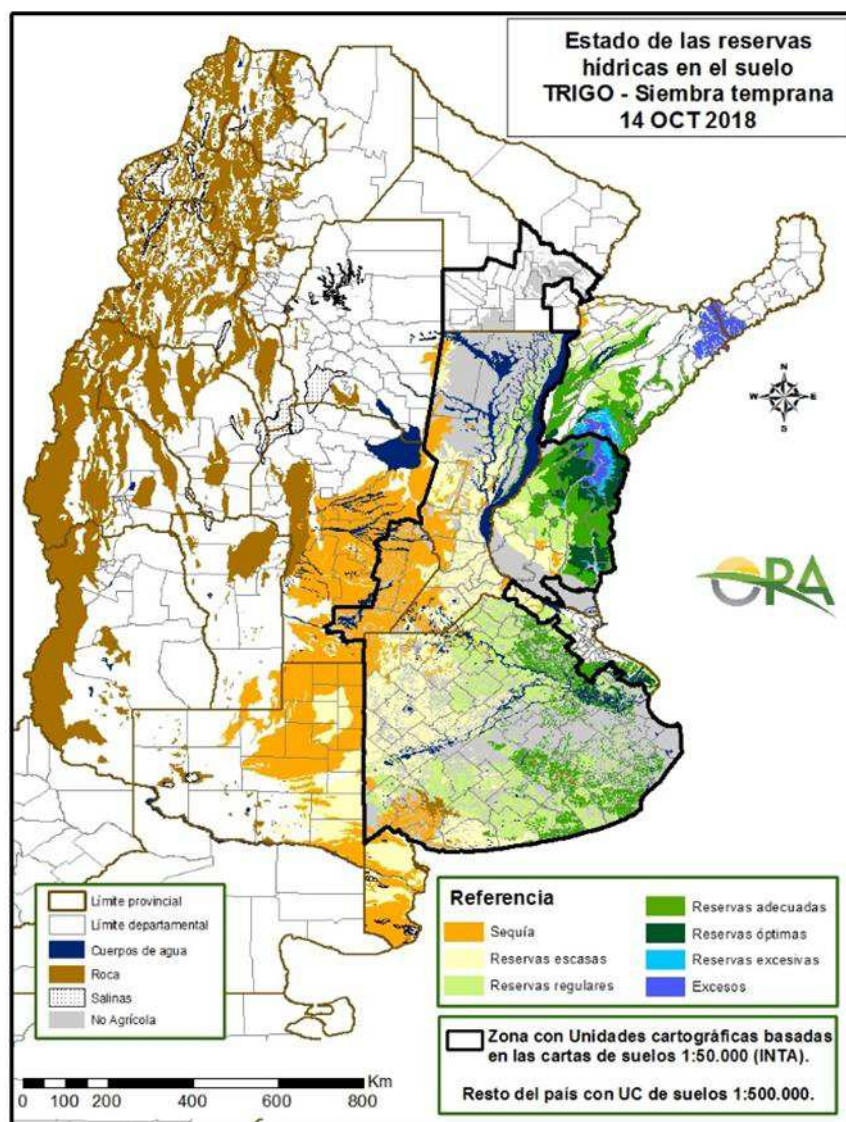 Estado de las reservas
hídricas en el suelo
TRIGO - Siembra temprana
14 OCT 2018
N
W
E
S
ORA
Límite provincial
Límite departamental
Cuerpos de agua
Roca
Salinas
No Agrícola
Referencia
Sequía
Reservas escasas
Reservas regulares
Reservas adecuadas
Reservas óptimas
Reservas excesivas
Excesos
Zona con Unidades cartográficas basadas
en las cartas de suelos 1:50.000 (INTA).
Resto del país con UC de suelos 1:500.000.
Km
0 100 200 400 600 800